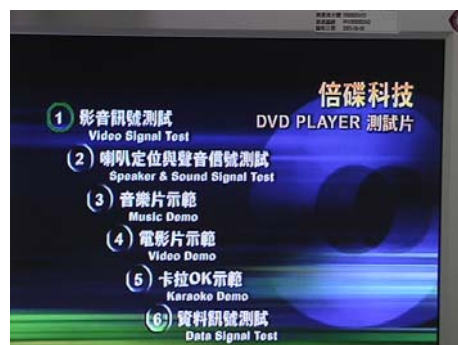 倍碟科技
DVD PLAYER 測試片
1 影音訊號測試
Video Signal Test
2 喇叭定位與聲音信號測試
Speaker & Sound Signal Test
3 音樂片示範
Music Demo
4 電影片示範
Video Demo
5 卡拉OK示範
Karaoke Demo
6 資料訊號測試
Data Signal Test